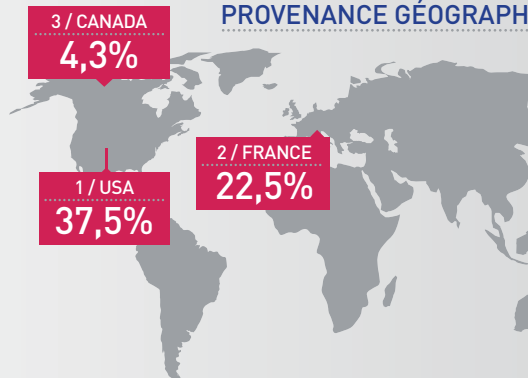 3 / CANADA
4,3%
PROVENANCE GÉOGRAPH
2 / FRANCE
22,5%
1 / USA
37,5%